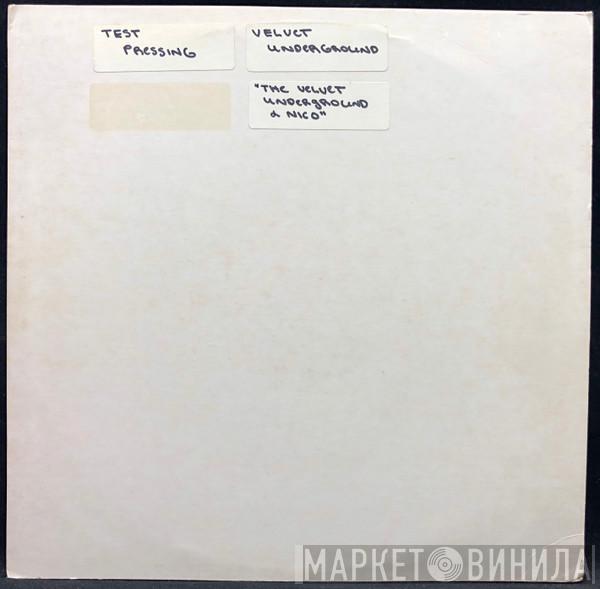 TEST
PRESSING
VELVET
UNDERGROUND
"THE VELVET
UNDERGROUND
& NICO"
МАРКЕТ ВИНИЛА